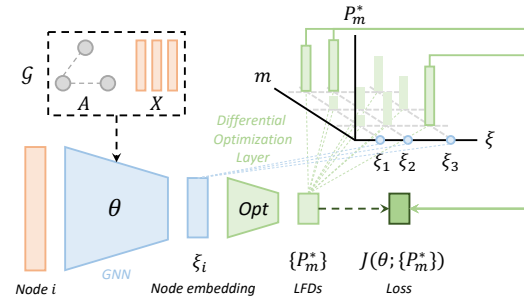 P*ₘ
𝒢
A
X
m
Differential
Optimization
Layer
ξ
ξ₁
ξ₂
ξ₃
θ
Opt
GNN
ξᵢ
{P*ₘ}
J(θ; {P*ₘ})
Node i
Node embedding
LFDs
Loss